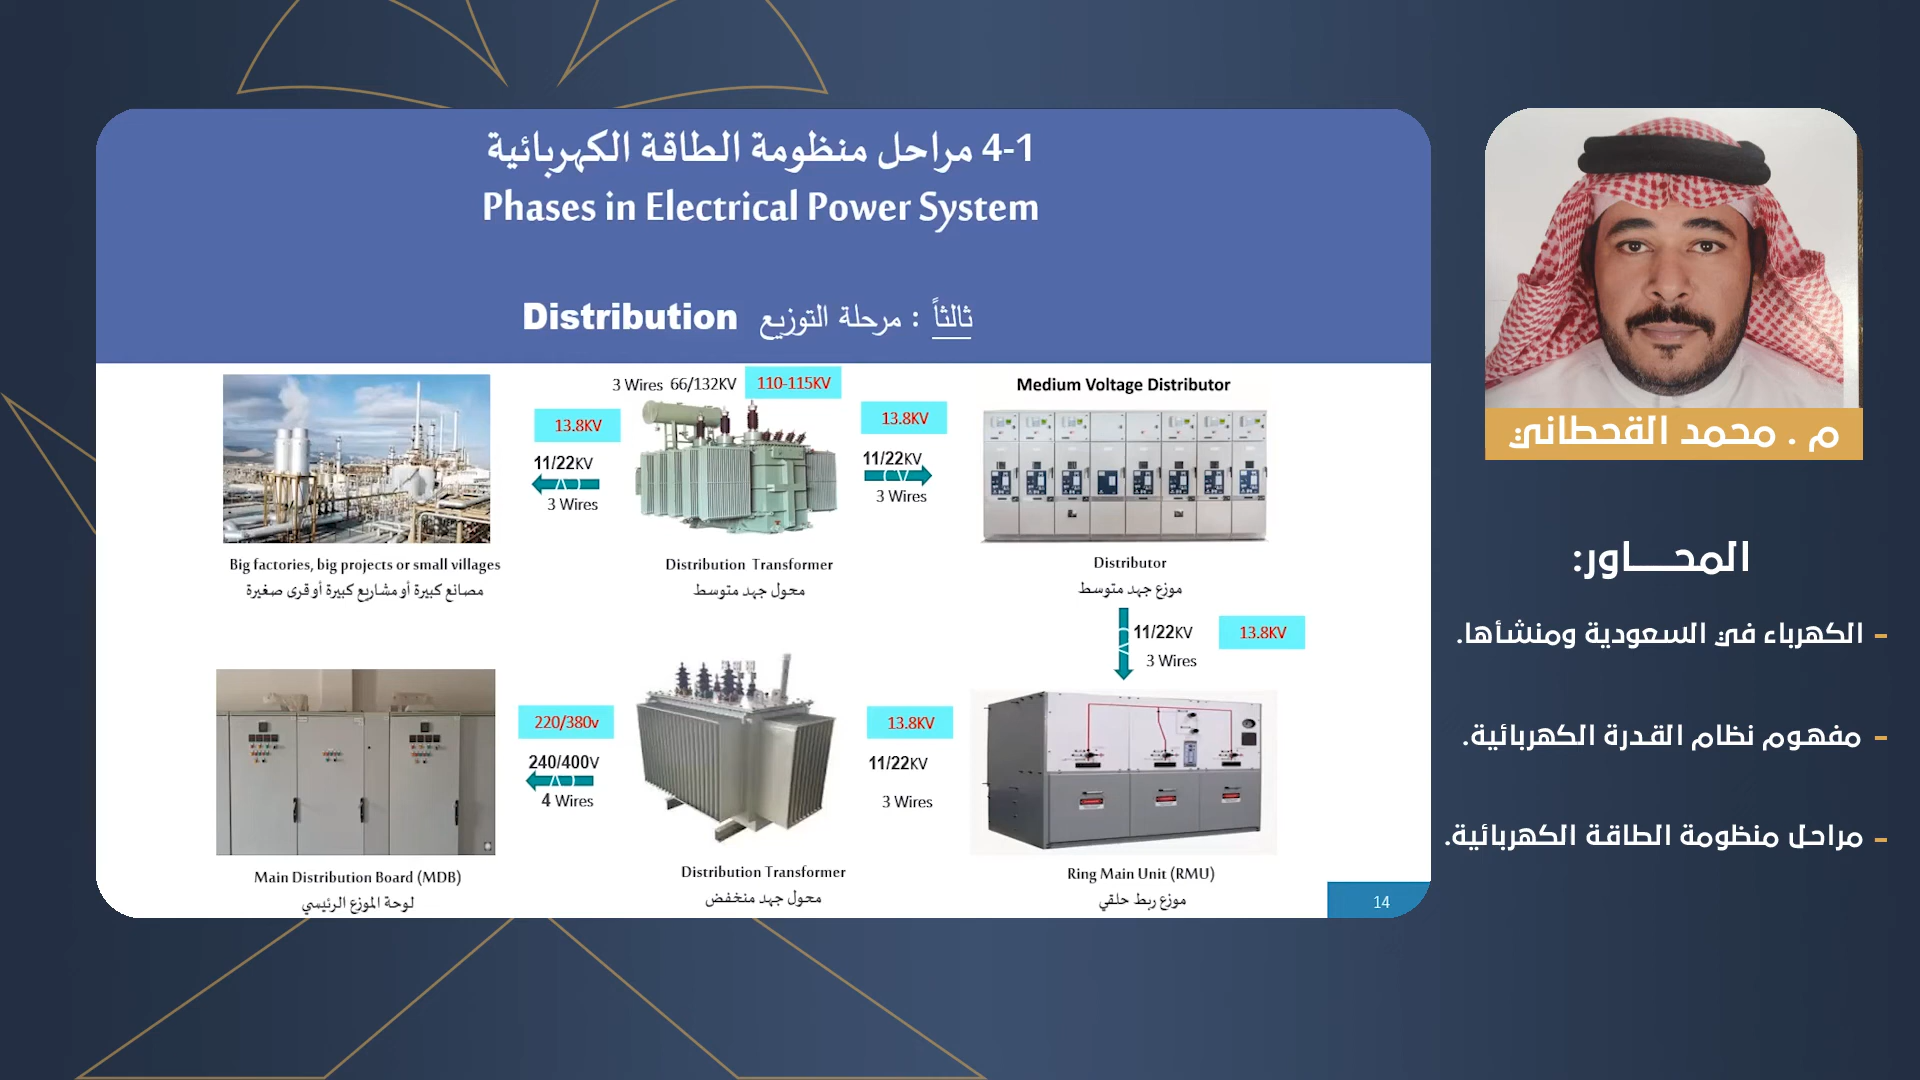 4-1 مراحل منظومة الطاقة الكهربائية
Phases in Electrical Power System
ثالثاً : مرحلة التوزيع Distribution
3 Wires 66/132KV 110-115KV
Medium Voltage Distributor
13.8KV
11/22KV
3 Wires
13.8KV
11/22KV
3 Wires
Big factories, big projects or small villages
مصانع كبيرة أو مشاريع كبيرة أو قرى صغيرة
Distribution Transformer
محول جهد متوسط
Distributor
موزع جهد متوسط
11/22KV
3 Wires
13.8KV
220/380v
240/400V
4 Wires
13.8KV
11/22KV
3 Wires
Main Distribution Board (MDB)
لوحة الموزع الرئيسي
Distribution Transformer
محول جهد منخفض
Ring Main Unit (RMU)
موزع ربط حلقي
14
م . محمد القحطاني
المحـــــاور:
- الكهرباء في السعودية ومنشأها.
- مفهوم نظام القدرة الكهربائية.
- مراحل منظومة الطاقة الكهربائية.